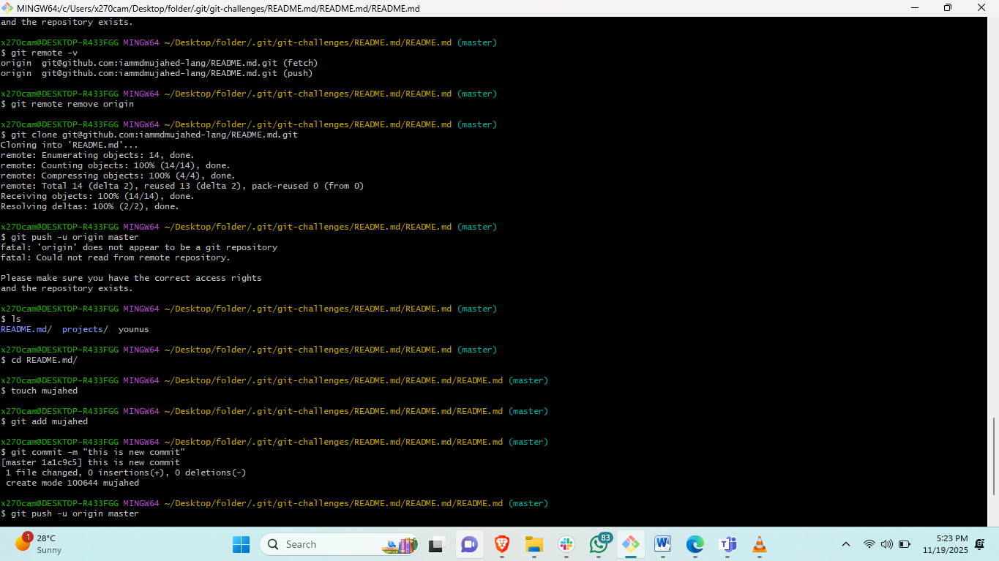 MINGW64:/c/Users/x270cam/Desktop/folder/.git/git-challenges/README.md/README.md/README.md
and the repository exists.
x270cam@DESKTOP-R433FGG MINGW64 ~/Desktop/folder/.git/git-challenges/README.md/README.md (master)
$ git remote -v
origin  git@github.com:iammdmujahed-lang/README.md.git (fetch)
origin  git@github.com:iammdmujahed-lang/README.md.git (push)
x270cam@DESKTOP-R433FGG MINGW64 ~/Desktop/folder/.git/git-challenges/README.md/README.md (master)
$ git remote remove origin
x270cam@DESKTOP-R433FGG MINGW64 ~/Desktop/folder/.git/git-challenges/README.md/README.md (master)
$ git clone git@github.com:iammdmujahed-lang/README.md.git
Cloning into 'README.md'...
remote: Enumerating objects: 14, done.
remote: Counting objects: 100% (14/14), done.
remote: Compressing objects: 100% (4/4), done.
remote: Total 14 (delta 2), reused 13 (delta 2), pack-reused 0 (from 0)
Receiving objects: 100% (14/14), done.
Resolving deltas: 100% (2/2), done.
x270cam@DESKTOP-R433FGG MINGW64 ~/Desktop/folder/.git/git-challenges/README.md/README.md (master)
$ git push -u origin master
fatal: 'origin' does not appear to be a git repository
fatal: Could not read from remote repository.
Please make sure you have the correct access rights
and the repository exists.
x270cam@DESKTOP-R433FGG MINGW64 ~/Desktop/folder/.git/git-challenges/README.md/README.md (master)
$ ls
README.md/  projects/  younus
x270cam@DESKTOP-R433FGG MINGW64 ~/Desktop/folder/.git/git-challenges/README.md/README.md (master)
$ cd README.md/
x270cam@DESKTOP-R433FGG MINGW64 ~/Desktop/folder/.git/git-challenges/README.md/README.md/README.md (master)
$ touch mujahed
x270cam@DESKTOP-R433FGG MINGW64 ~/Desktop/folder/.git/git-challenges/README.md/README.md/README.md (master)
$ git add mujahed
x270cam@DESKTOP-R433FGG MINGW64 ~/Desktop/folder/.git/git-challenges/README.md/README.md/README.md (master)
$ git commit -m "this is new commit"
[master 1a1c9c5] this is new commit
 1 file changed, 0 insertions(+), 0 deletions(-)
 create mode 100644 mujahed
x270cam@DESKTOP-R433FGG MINGW64 ~/Desktop/folder/.git/git-challenges/README.md/README.md/README.md (master)
$ git push -u origin master
1
28°C
Sunny
Search
83
5:23 PM
11/19/2025